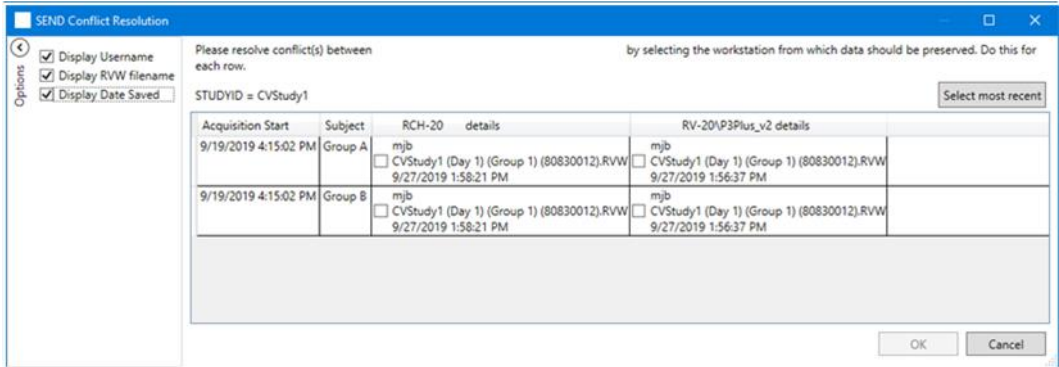 SEND Conflict Resolution
Options
Display Username
Display RVW filename
Display Date Saved
Please resolve conflict(s) between by selecting the workstation from which data should be preserved. Do this for
each row.
STUDYID = CVStudy1
Select most recent
Acquisition Start Subject RCH-20 details RV-20\P3Plus_v2 details
9/19/2019 4:15:02 PM Group A mjb mjb
CVStudy1 (Day 1) (Group 1) (80830012).RVW CVStudy1 (Day 1) (Group 1) (80830012).RVW
9/27/2019 1:58:21 PM 9/27/2019 1:56:37 PM
9/19/2019 4:15:02 PM Group B mjb mjb
CVStudy1 (Day 1) (Group 1) (80830012).RVW CVStudy1 (Day 1) (Group 1) (80830012).RVW
9/27/2019 1:58:21 PM 9/27/2019 1:56:37 PM
OK Cancel